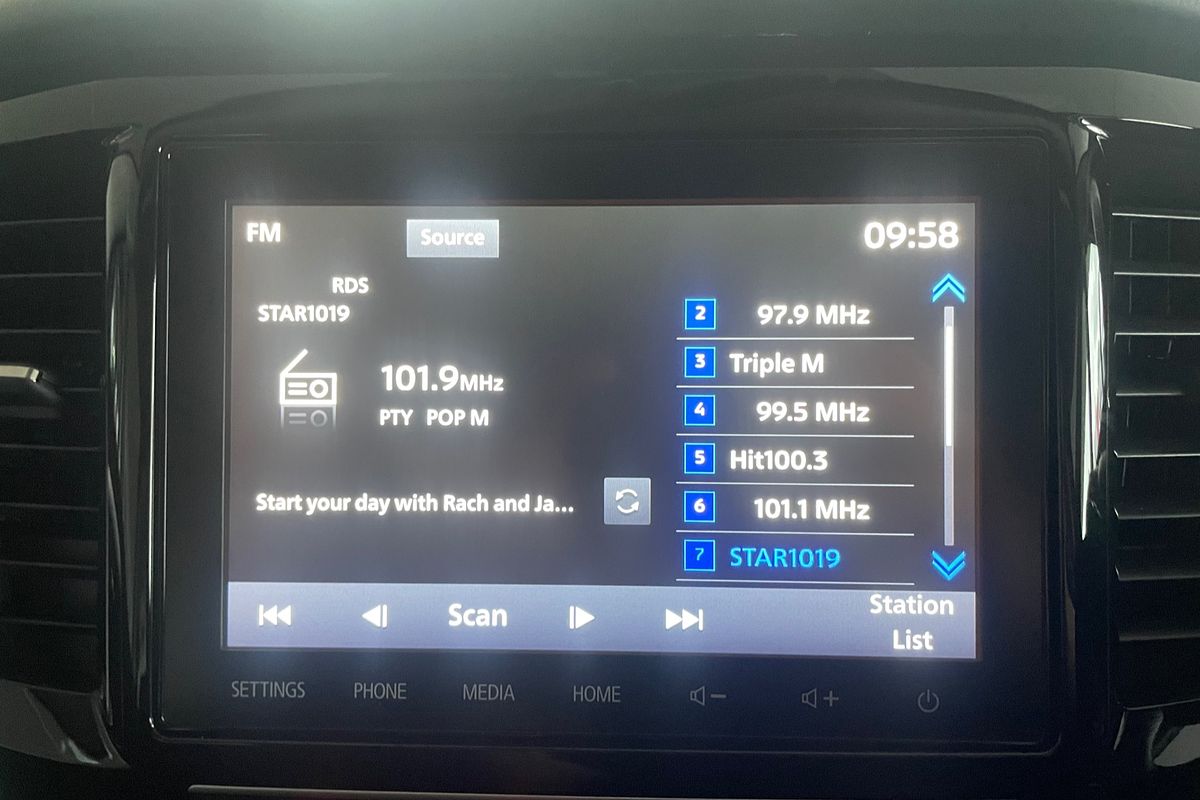 FM
Source
09:58
RDS
STAR1019
101.9MHz
PTY POP M
Start your day with Rach and Ja...
2 97.9 MHz
3 Triple M
4 99.5 MHz
5 Hit100.3
6 101.1 MHz
7 STAR1019
Scan
Station
List
SETTINGS PHONE MEDIA HOME